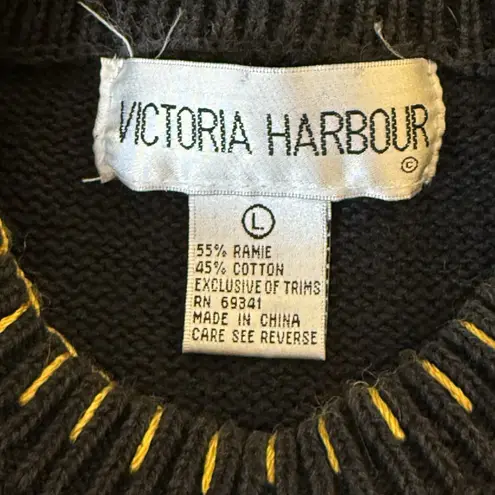 VICTORIA HARBOUR
©
L
55% RAMIE
45% COTTON
EXCLUSIVE OF TRIMS
RN 69341
MADE IN CHINA
CARE SEE REVERSE